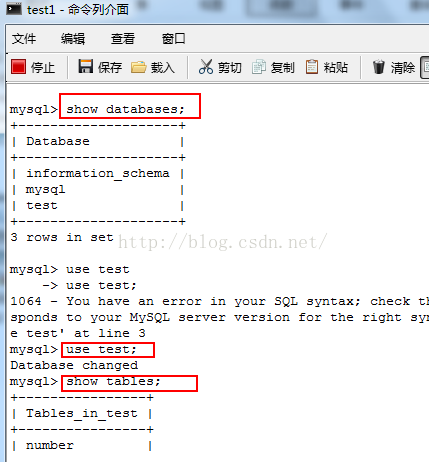 test1 - 命令列介面
文件 编辑 查看 窗口
停止 保存 载入 剪切 复制 粘贴 清除
mysql> show databases;
+--------------------+
| Database           |
+--------------------+
| information_schema |
| mysql              |
| test               |
+--------------------+
3 rows in set
http://blog.csdn.net/
mysql> use test
    -> use test;
1064 - You have an error in your SQL syntax; check th
sponds to your MySQL server version for the right syn
e test' at line 3
mysql> use test;
Database changed
mysql> show tables;
+----------------+
| Tables_in_test |
+----------------+
| number         |